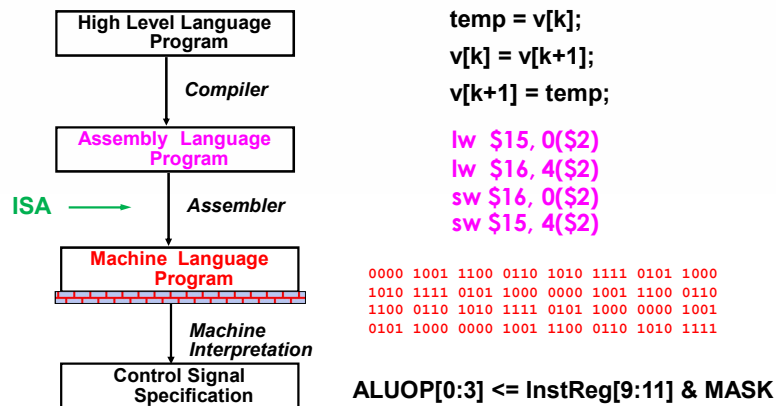 High Level Language
Program
Compiler
Assembly Language
Program
ISA
Assembler
Machine Language
Program
Machine
Interpretation
Control Signal
Specification
temp = v[k];
v[k] = v[k+1];
v[k+1] = temp;
lw $15, 0($2)
lw $16, 4($2)
sw $16, 0($2)
sw $15, 4($2)
0000 1001 1100 0110 1010 1111 0101 1000
1010 1111 0101 1000 0000 1001 1100 0110
1100 0110 1010 1111 0101 1000 0000 1001
0101 1000 0000 1001 1100 0110 1010 1111
ALUOP[0:3] <= InstReg[9:11] & MASK